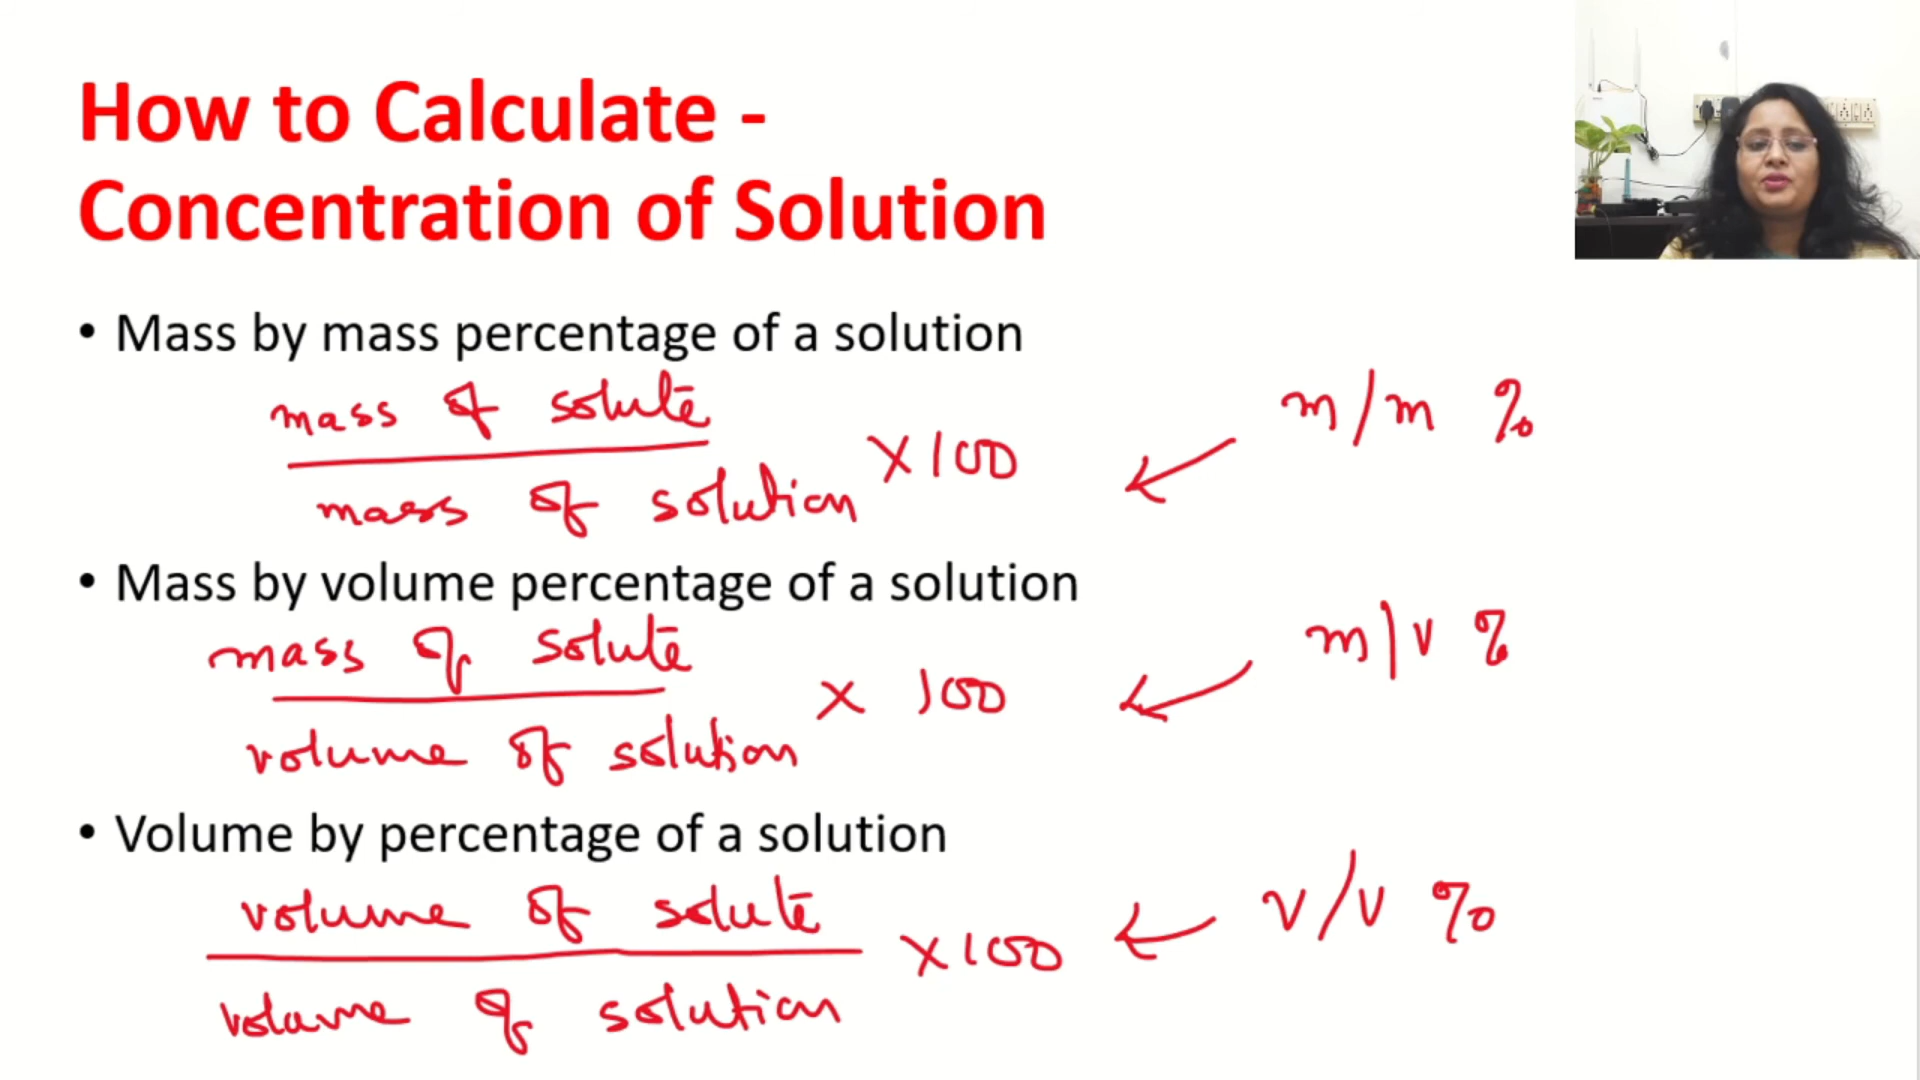 How to Calculate -
Concentration of Solution
• Mass by mass percentage of a solution
mass of solute
mass of solution
×100
m/m %
• Mass by volume percentage of a solution
mass of solute
volume of solution
× 100
m/v %
• Volume by percentage of a solution
volume of solute
volume of solution
×100
v/v %